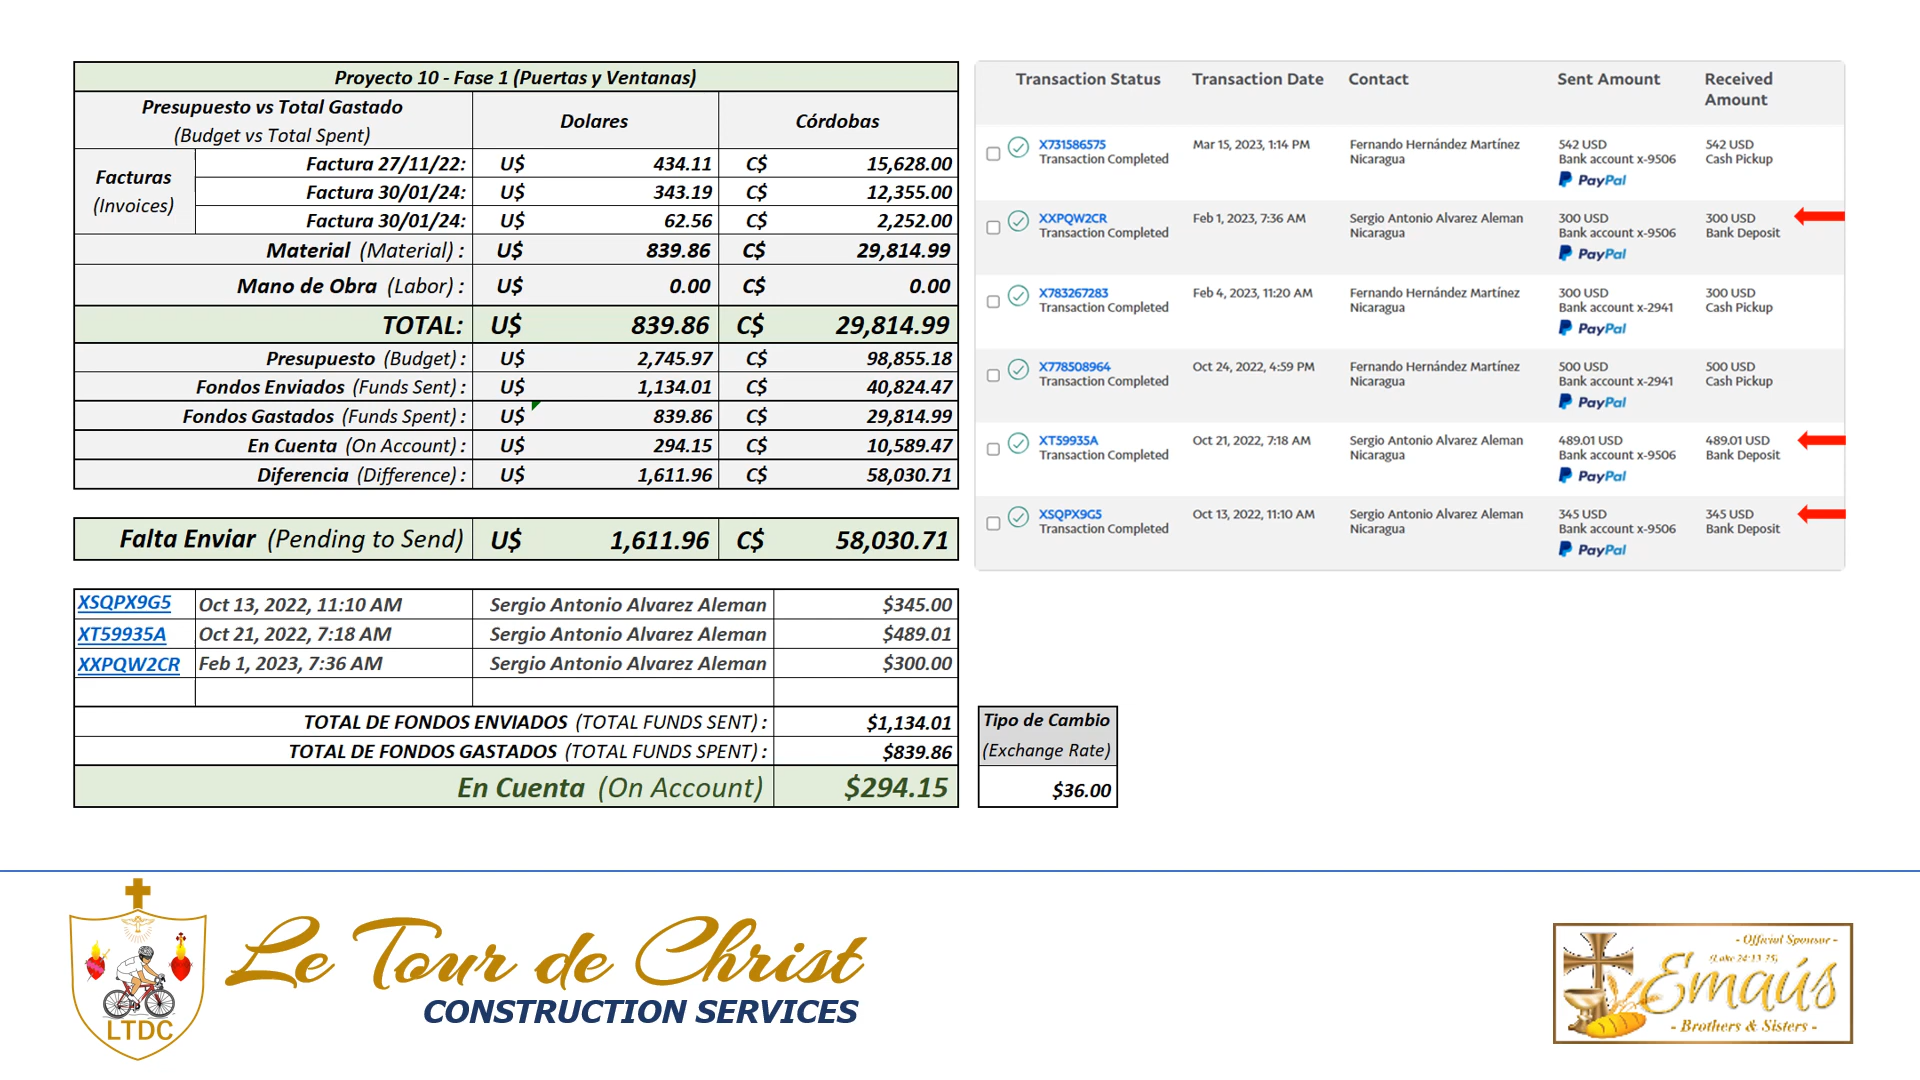 Proyecto 10 - Fase 1 (Puertas y Ventanas)
Presupuesto vs Total Gastado
(Budget vs Total Spent)
Dolares
Córdobas
Facturas
(Invoices)
Factura 27/11/22: U$ 434.11 C$ 15,628.00
Factura 30/01/24: U$ 343.19 C$ 12,355.00
Factura 30/01/24: U$ 62.56 C$ 2,252.00
Material (Material) : U$ 839.86 C$ 29,814.99
Mano de Obra (Labor) : U$ 0.00 C$ 0.00
TOTAL: U$ 839.86 C$ 29,814.99
Presupuesto (Budget) : U$ 2,745.97 C$ 98,855.18
Fondos Enviados (Funds Sent) : U$ 1,134.01 C$ 40,824.47
Fondos Gastados (Funds Spent) : U$ 839.86 C$ 29,814.99
En Cuenta (On Account) : U$ 294.15 C$ 10,589.47
Diferencia (Difference) : U$ 1,611.96 C$ 58,030.71
Falta Enviar (Pending to Send) U$ 1,611.96 C$ 58,030.71
XSQPX9G5 Oct 13, 2022, 11:10 AM Sergio Antonio Alvarez Aleman $345.00
XT59935A Oct 21, 2022, 7:18 AM Sergio Antonio Alvarez Aleman $489.01
XXPQW2CR Feb 1, 2023, 7:36 AM Sergio Antonio Alvarez Aleman $300.00
TOTAL DE FONDOS ENVIADOS (TOTAL FUNDS SENT) : $1,134.01
TOTAL DE FONDOS GASTADOS (TOTAL FUNDS SPENT) : $839.86
En Cuenta (On Account) $294.15
Transaction Status Transaction Date Contact Sent Amount Received
Amount
X731586575 Mar 15, 2023, 1:14 PM Fernando Hernández Martínez 542 USD 542 USD
Transaction Completed Nicaragua Bank account x-9506 Cash Pickup
PayPal
XXPQW2CR Feb 1, 2023, 7:36 AM Sergio Antonio Alvarez Aleman 300 USD 300 USD
Transaction Completed Nicaragua Bank account x-9506 Bank Deposit
PayPal
X783267283 Feb 4, 2023, 11:20 AM Fernando Hernández Martínez 300 USD 300 USD
Transaction Completed Nicaragua Bank account x-2941 Cash Pickup
PayPal
X778508964 Oct 24, 2022, 4:59 PM Fernando Hernández Martínez 500 USD 500 USD
Transaction Completed Nicaragua Bank account x-2941 Cash Pickup
PayPal
XT59935A Oct 21, 2022, 7:18 AM Sergio Antonio Alvarez Aleman 489.01 USD 489.01 USD
Transaction Completed Nicaragua Bank account x-9506 Bank Deposit
PayPal
XSQPX9G5 Oct 13, 2022, 11:10 AM Sergio Antonio Alvarez Aleman 345 USD 345 USD
Transaction Completed Nicaragua Bank account x-9506 Bank Deposit
PayPal
Tipo de Cambio
(Exchange Rate)
$36.00
LTDC
Le Tour de Christ
CONSTRUCTION SERVICES
- Official Sponsor -
(Luke 24:13-35)
Emaús
- Brothers & Sisters -